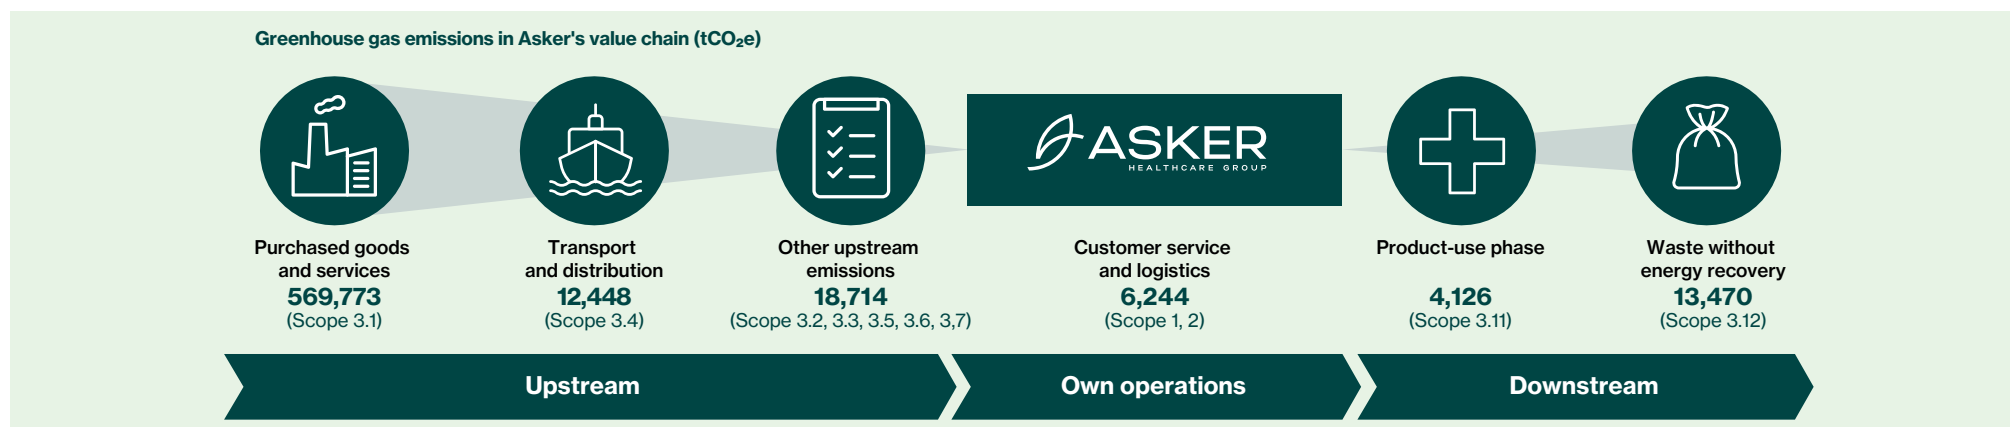 Greenhouse gas emissions in Asker's value chain (tCO₂e)
ASKER
HEALTHCARE GROUP
Purchased goods
and services
569,773
(Scope 3.1)
Transport
and distribution
12,448
(Scope 3.4)
Other upstream
emissions
18,714
(Scope 3.2, 3.3, 3.5, 3.6, 3,7)
Customer service
and logistics
6,244
(Scope 1, 2)
Product-use phase
4,126
(Scope 3.11)
Waste without
energy recovery
13,470
(Scope 3.12)
Upstream
Own operations
Downstream